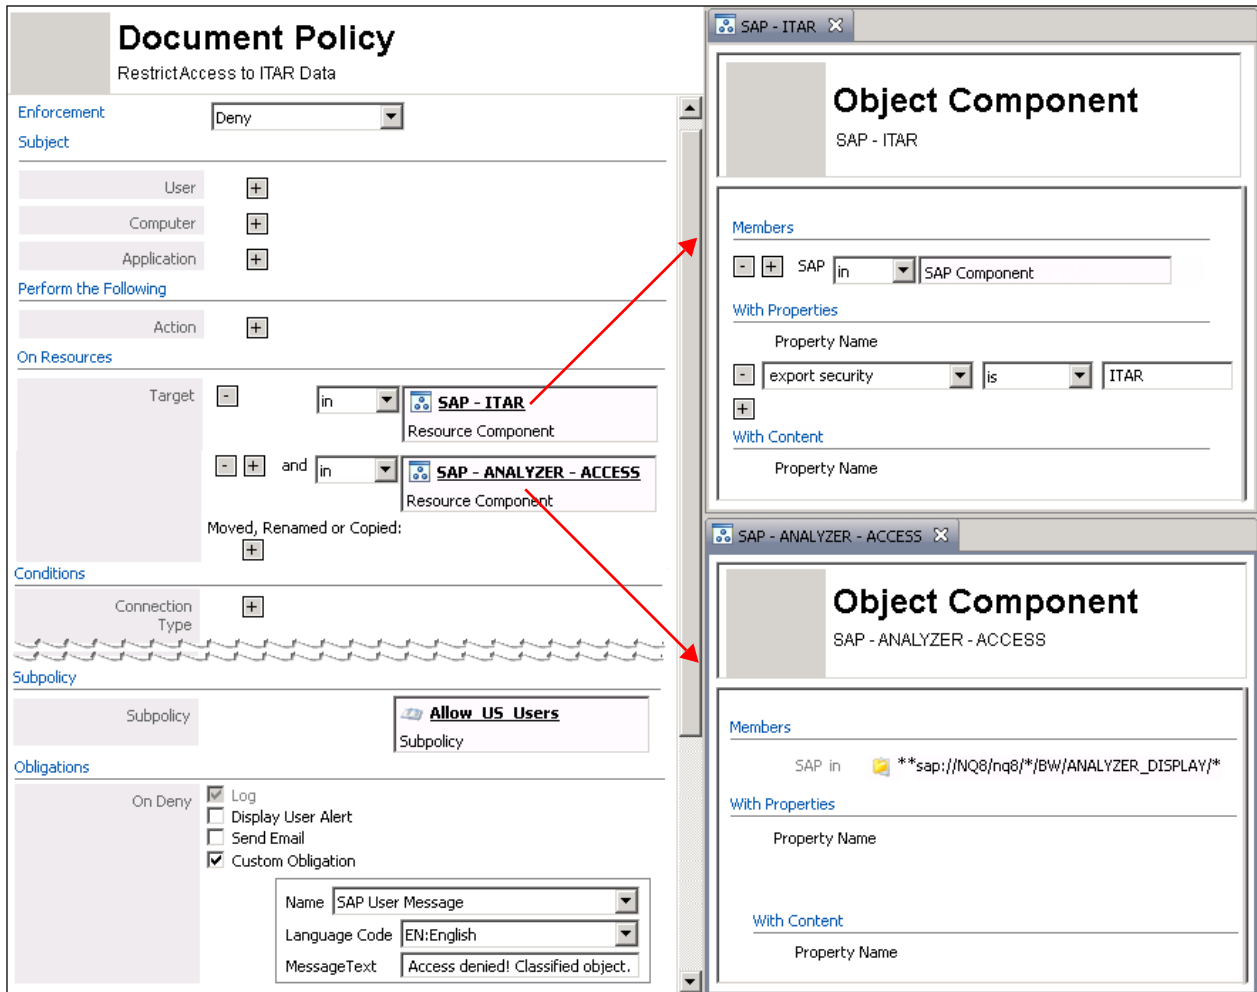 Document Policy
RestrictAccess to ITAR Data
Enforcement
Deny
Subject
User +
Computer +
Application +
Perform the Following
Action +
On Resources
Target - in SAP - ITAR
Resource Component
- + and in SAP - ANALYZER - ACCESS
Resource Component
Moved, Renamed or Copied:
+
Conditions
Connection +
Type
Subpolicy
Subpolicy Allow US Users
Subpolicy
Obligations
On Deny Log
Display User Alert
Send Email
Custom Obligation
Name SAP User Message
Language Code EN:English
MessageText Access denied! Classified object.
SAP - ITAR
Object Component
SAP - ITAR
Members
- + SAP in SAP Component
With Properties
Property Name
- export security is ITAR
+
With Content
Property Name
SAP - ANALYZER - ACCESS
Object Component
SAP - ANALYZER - ACCESS
Members
SAP in **sap://NQ8/nq8/*/BW/ANALYZER_DISPLAY/*
With Properties
Property Name
With Content
Property Name